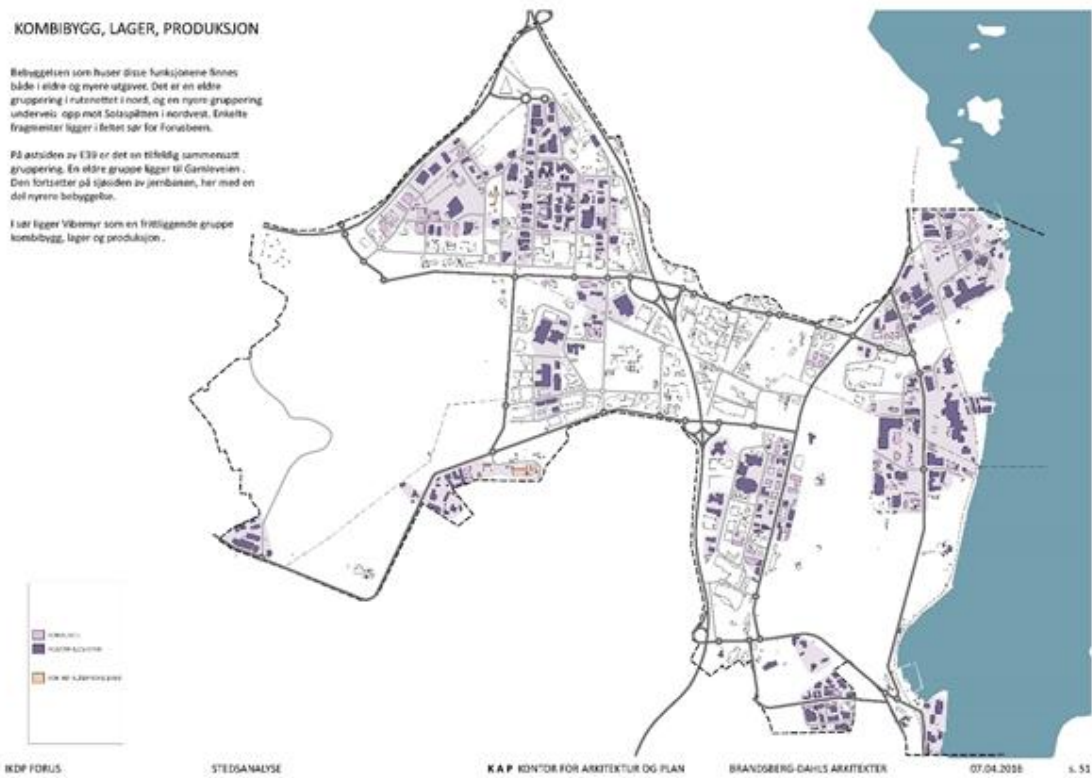 KOMBIBYGG, LAGER, PRODUKSJON
Bebyggelsen som huser disse funksjonene finnes
både i eldre og nyere utgaver. Det er en eldre
gruppering i rutenettet i nord, og en nyere gruppering
underveis opp mot Solasplitten i nordvest. Enkelte
fragmenter ligger i feltet sør for Forusbeen.
På østsiden av E39 er det en tilfeldig sammensatt
gruppering. En eldre gruppe ligger til Gamleveien .
Den fortsetter på sjøsiden av jernbanen, her med en
del nyere bebyggelse.
I sør ligger Vibemyr som en frittliggende gruppe
kombibygg, lager og produksjon .
IKDP FORUS
STEDSANALYSE
KAP KONTOR FOR ARKITEKTUR OG PLAN
BRANDSBERG-DAHLS ARKITEKTER
07.04.2016
s. 53